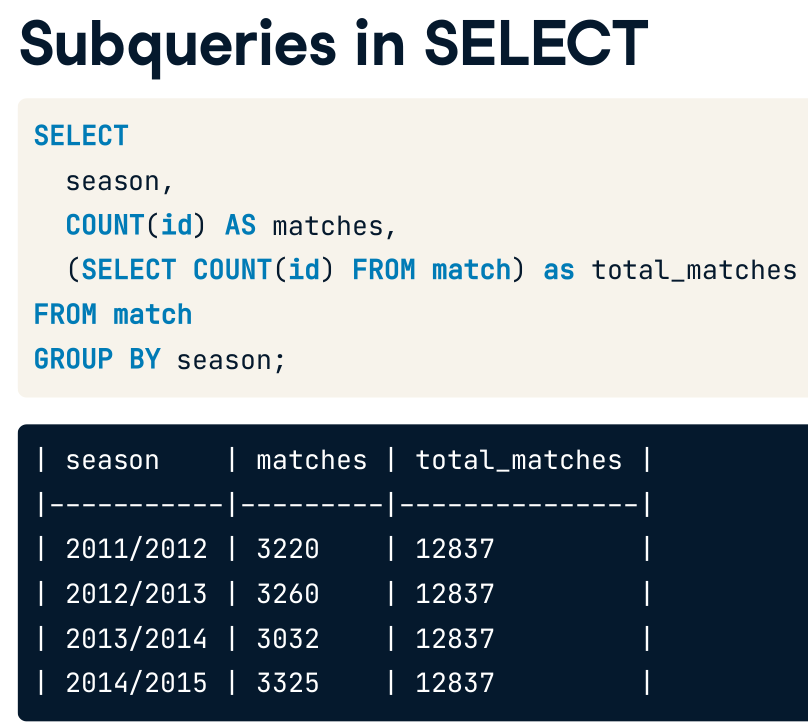 Subqueries in SELECT
SELECT
  season,
  COUNT(id) AS matches,
  (SELECT COUNT(id) FROM match) as total_matches
FROM match
GROUP BY season;
| season    | matches | total_matches |
|-----------|---------|---------------|
| 2011/2012 | 3220    | 12837         |
| 2012/2013 | 3260    | 12837         |
| 2013/2014 | 3032    | 12837         |
| 2014/2015 | 3325    | 12837         |